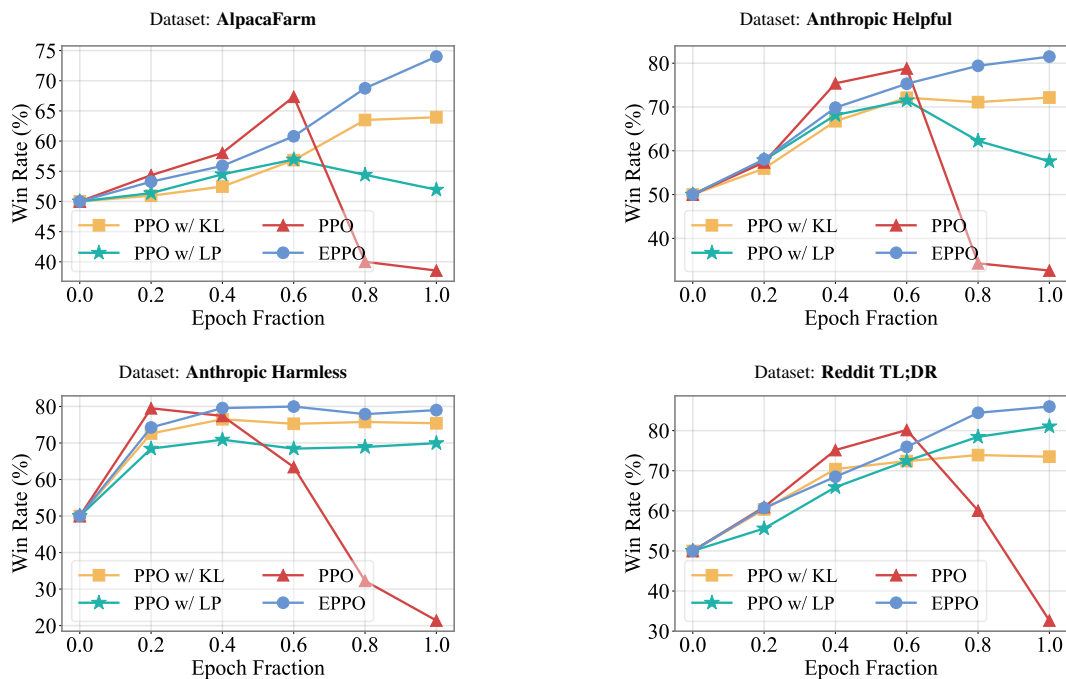 Dataset: AlpacaFarm
75
70
65
60
55
50
45
40
Win Rate (%)
PPO w/ KL
PPO
PPO w/ LP
EPPO
0.0 0.2 0.4 0.6 0.8 1.0
Epoch Fraction
Dataset: Anthropic Helpful
80
70
60
50
40
Win Rate (%)
PPO w/ KL
PPO
PPO w/ LP
EPPO
0.0 0.2 0.4 0.6 0.8 1.0
Epoch Fraction
Dataset: Anthropic Harmless
80
70
60
50
40
30
20
Win Rate (%)
PPO w/ KL
PPO
PPO w/ LP
EPPO
0.0 0.2 0.4 0.6 0.8 1.0
Epoch Fraction
Dataset: Reddit TL;DR
80
70
60
50
40
30
Win Rate (%)
PPO w/ KL
PPO
PPO w/ LP
EPPO
0.0 0.2 0.4 0.6 0.8 1.0
Epoch Fraction